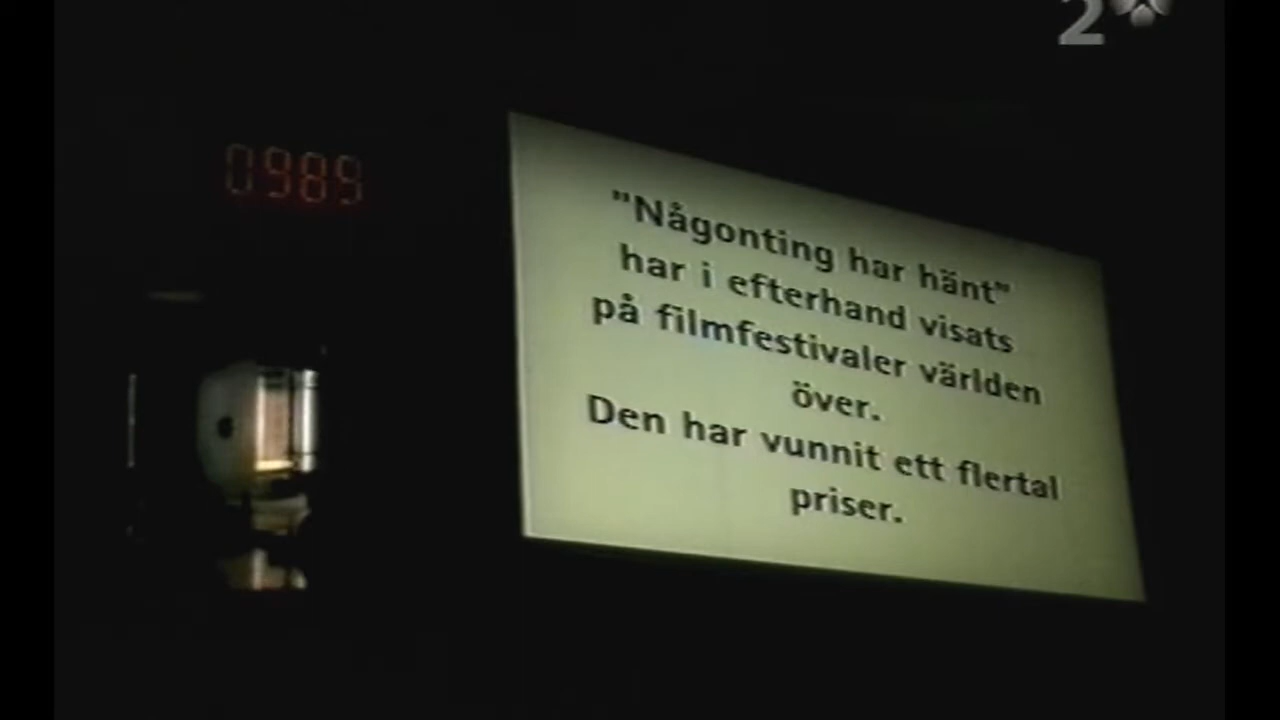 2
0989
"Någonting har hänt"
har i efterhand visats
på filmfestivaler världen
över.
Den har vunnit ett flertal
priser.